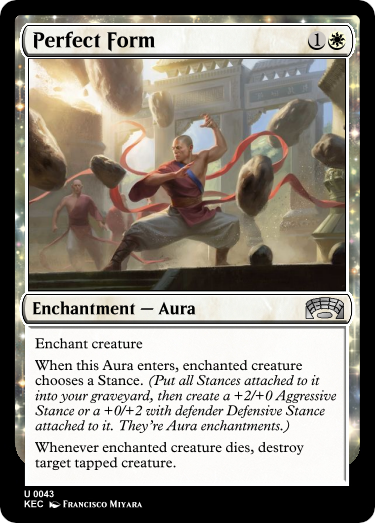 Perfect Form 1
Enchantment — Aura
Enchant creature
When this Aura enters, enchanted creature
chooses a Stance. (Put all Stances attached to it
into your graveyard, then create a +2/+0 Aggressive
Stance or a +0/+2 with defender Defensive Stance
attached to it. They're Aura enchantments.)
Whenever enchanted creature dies, destroy
target tapped creature.
U 0043
KEC Francisco Miyara